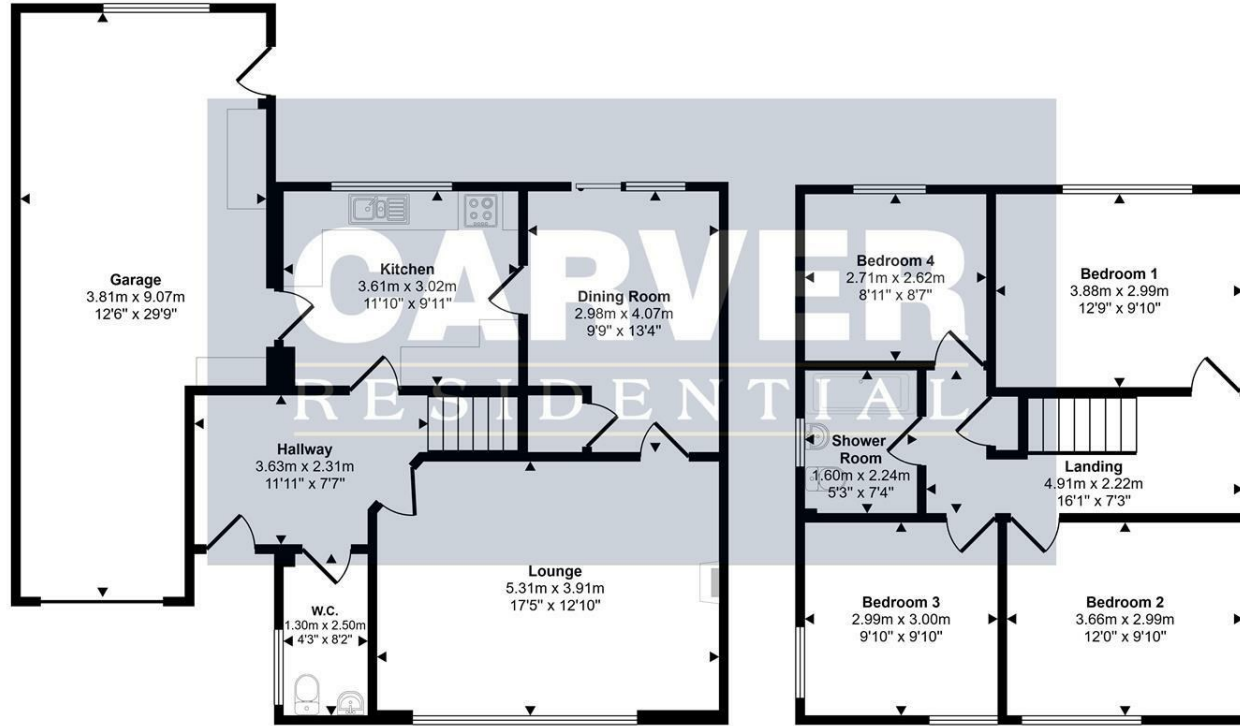 Garage
3.81m x 9.07m
12'6" x 29'9"
Kitchen
3.61m x 3.02m
11'10" x 9'11"
Dining Room
2.98m x 4.07m
9'9" x 13'4"
Hallway
3.63m x 2.31m
11'11" x 7'7"
Lounge
5.31m x 3.91m
17'5" x 12'10"
W.C.
1.30m x 2.50m
4'3" x 8'2"
Bedroom 4
2.71m x 2.62m
8'11" x 8'7"
Bedroom 1
3.88m x 2.99m
12'9" x 9'10"
Shower
Room
1.60m x 2.24m
5'3" x 7'4"
Landing
4.91m x 2.22m
16'1" x 7'3"
Bedroom 3
2.99m x 3.00m
9'10" x 9'10"
Bedroom 2
3.66m x 2.99m
12'0" x 9'10"
CARVER
RESIDENTIAL